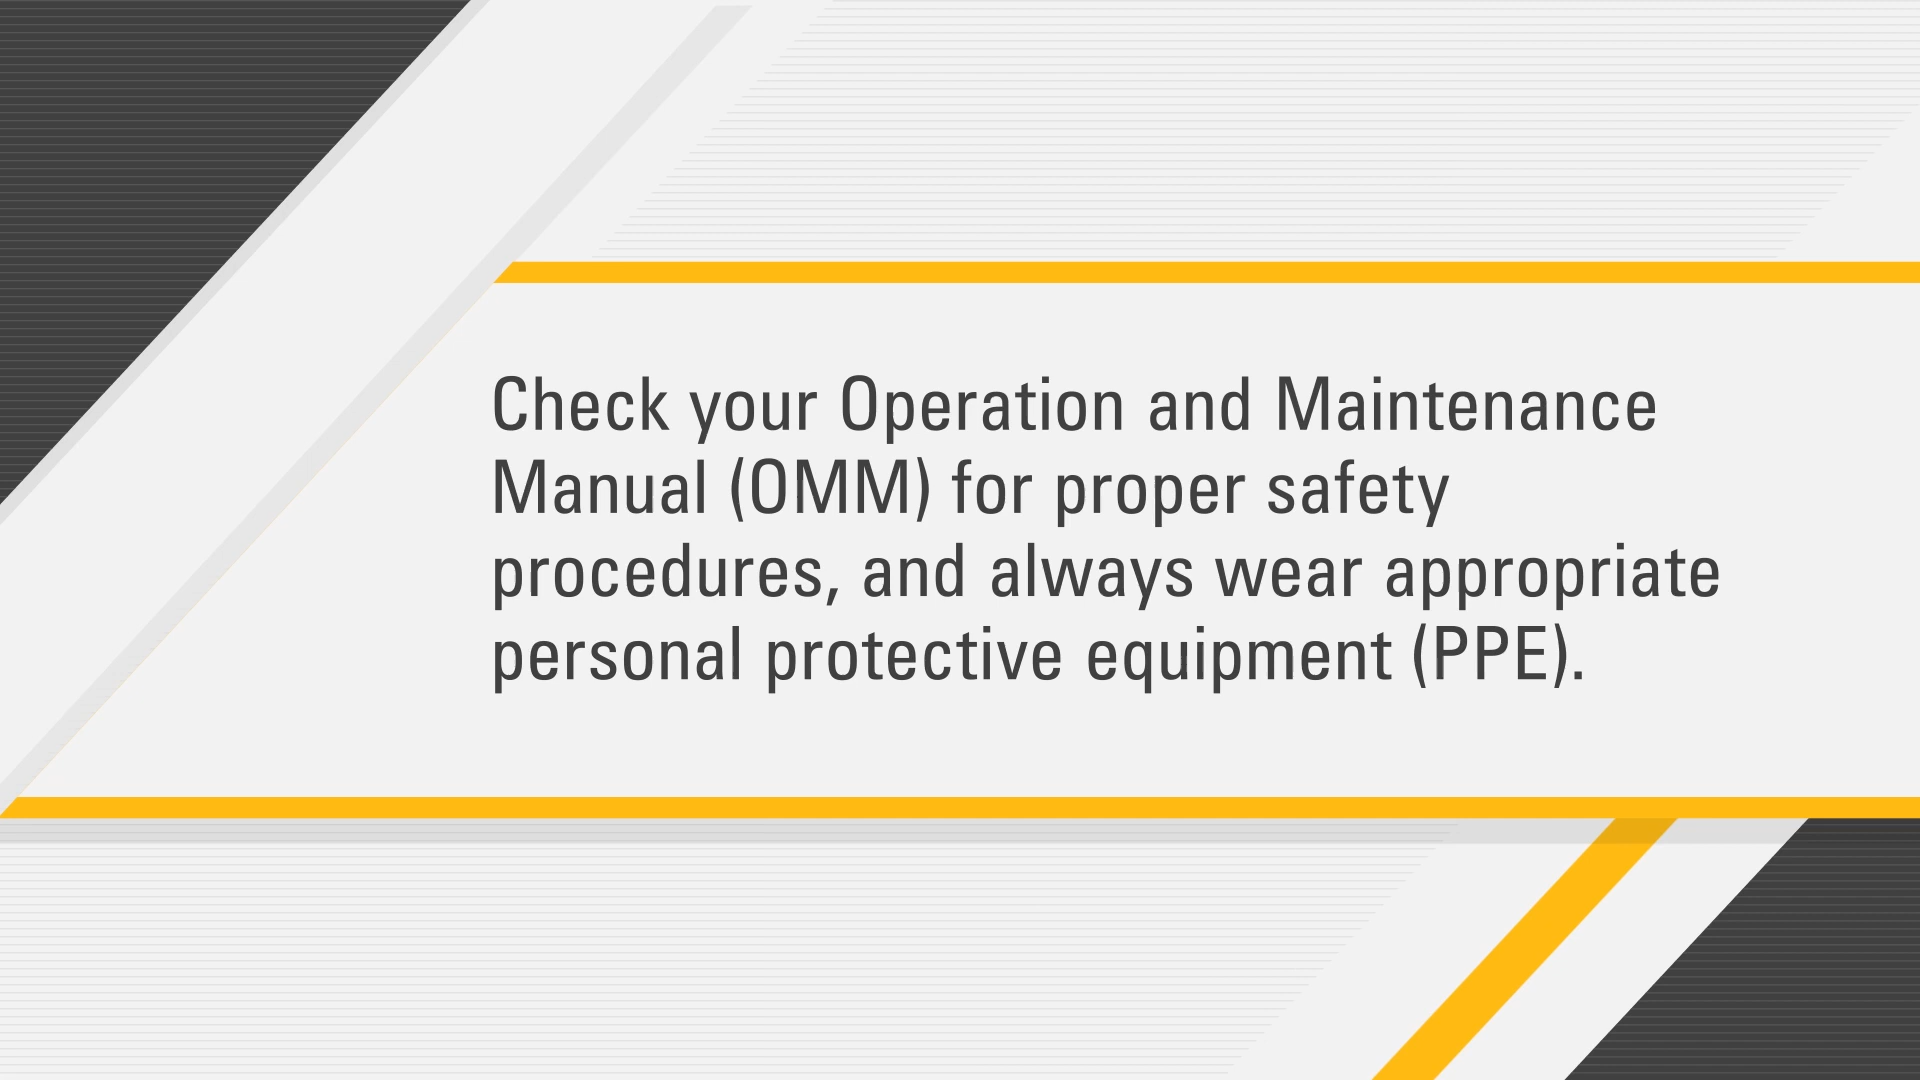 Check your Operation and Maintenance
Manual (OMM) for proper safety
procedures, and always wear appropriate
personal protective equipment (PPE).